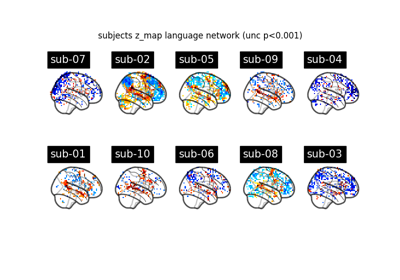 subjects z_map language network (unc p<0.001)
sub-07 sub-02 sub-05 sub-09 sub-04
sub-01 sub-10 sub-06 sub-08 sub-03